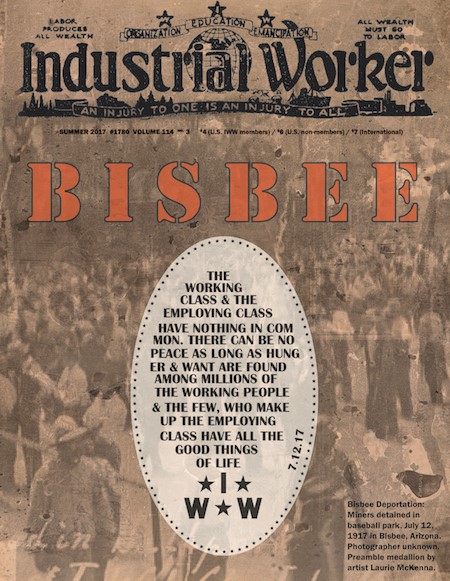 LABOR
PRODUCES
ALL WEALTH
ORGANIZATION
EDUCATION
EMANCIPATION
ALL WEALTH
MUST GO
TO LABOR
Industrial Worker
AN INJURY TO ONE IS AN INJURY TO ALL
SUMMER 2017 #1780 VOLUME 114 NO. 3 $4 (U.S. IWW members) / $6 (U.S. non-members) / $7 (International)
BISBEE
THE
WORKING
CLASS & THE
EMPLOYING CLASS
HAVE NOTHING IN COM
MON. THERE CAN BE NO
PEACE AS LONG AS HUNG
ER & WANT ARE FOUND
AMONG MILLIONS OF
THE WORKING PEOPLE
& THE FEW, WHO MAKE
UP THE EMPLOYING
CLASS HAVE ALL THE
GOOD THINGS
OF LIFE
7.12.17
★I★
W★W
Bisbee Deportation:
Miners detained in
baseball park, July 12,
1917 in Bisbee, Arizona.
Photographer unknown.
Preamble medallion by
artist Laurie McKenna.